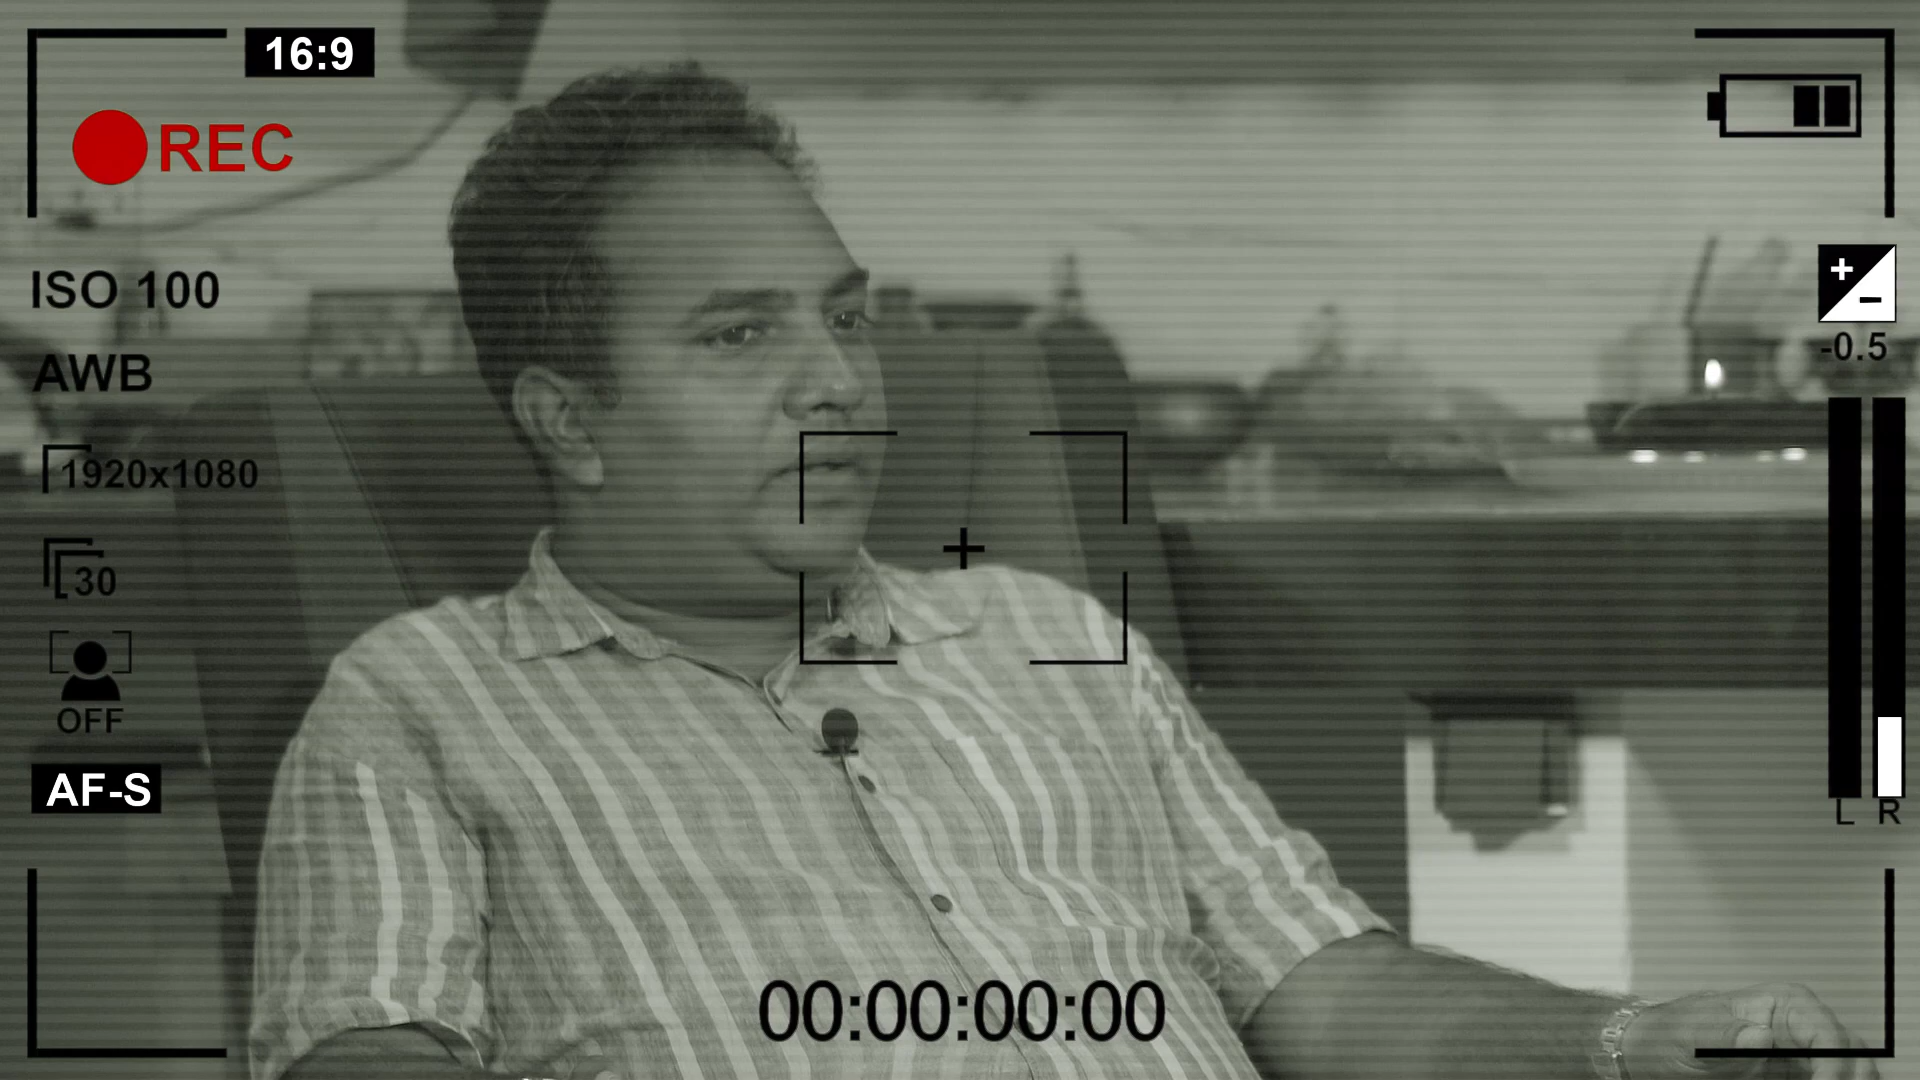 16:9
REC
ISO 100
AWB
1920x1080
30
OFF
AF-S
+
-
-0.5
L R
00:00:00:00